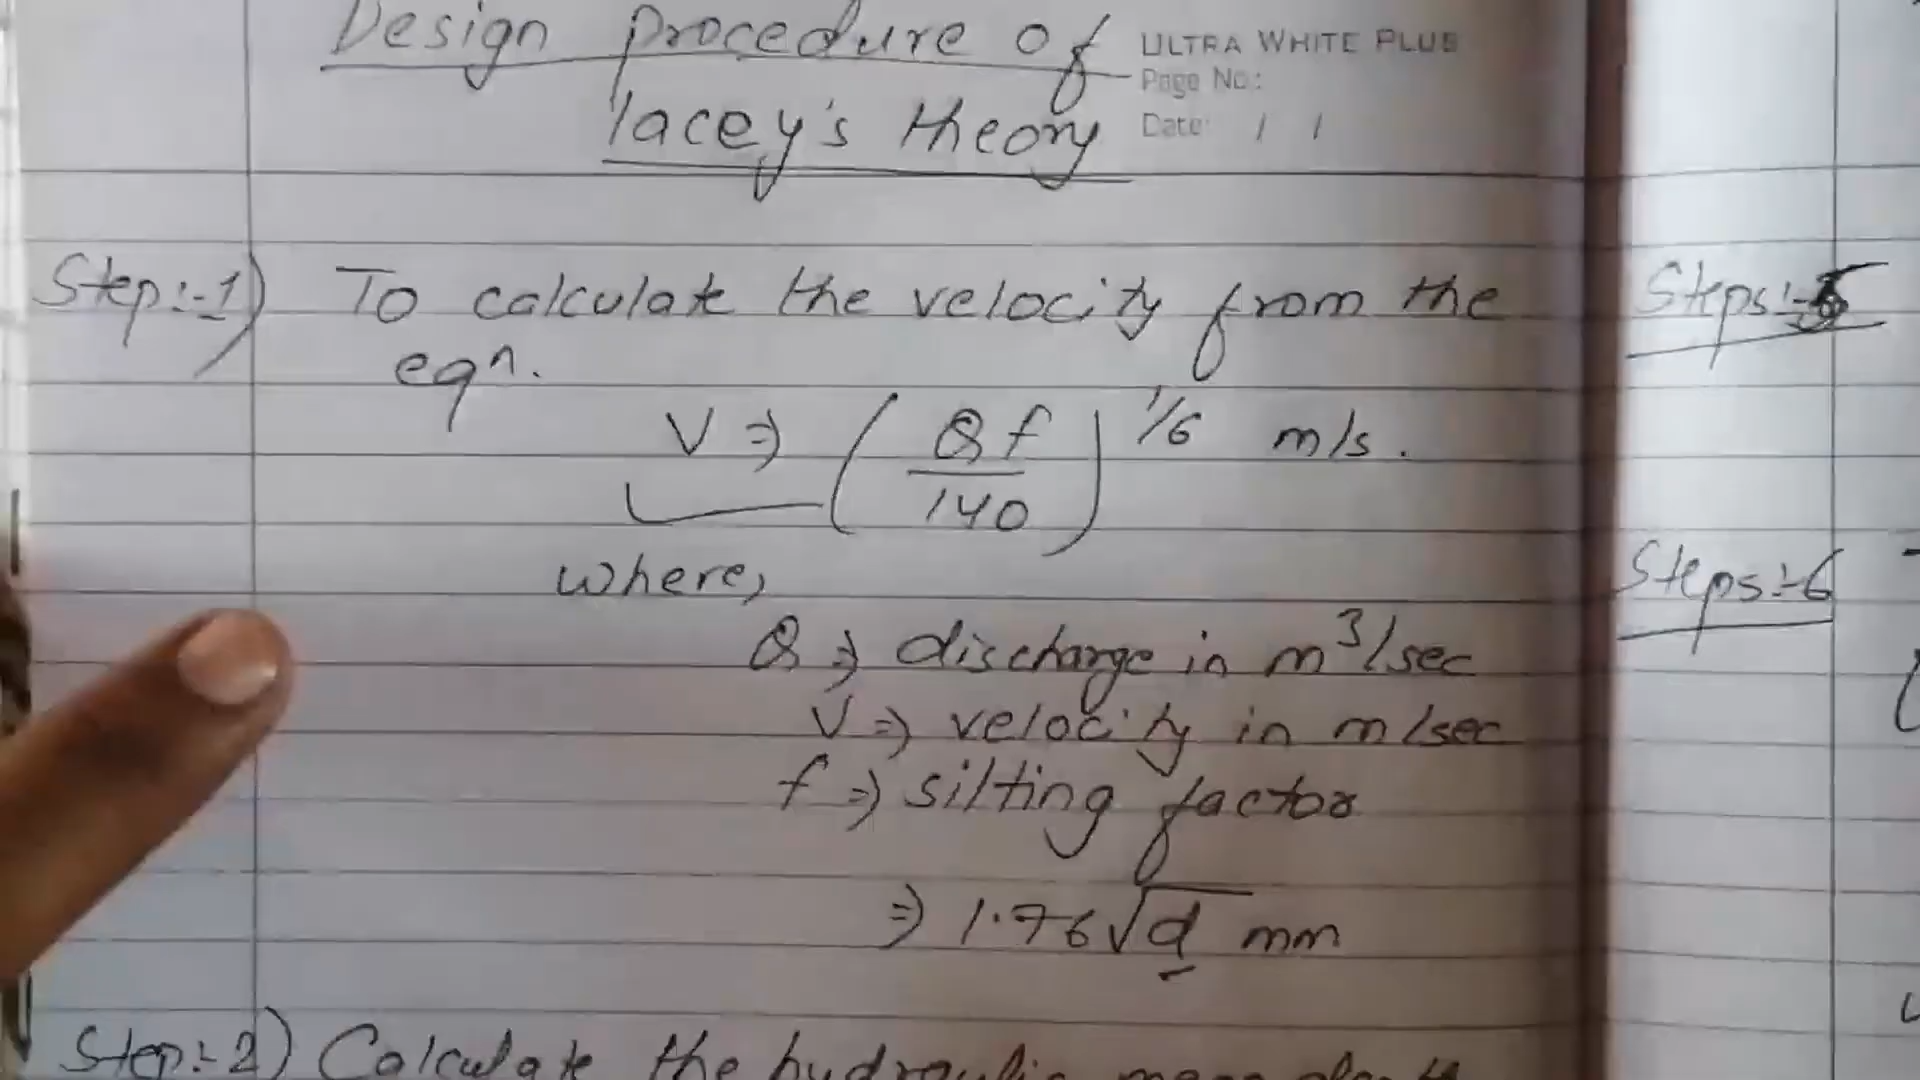 Design procedure of
lacey's theory
ULTRA WHITE PLUS
Page No.:
Date: / /
Step:-1) To calculate the velocity from the
eqn.
V => (Qf/140)^1/6 m/s.
where,
Q => discharge in m³/sec
V => velocity in m/sec
f => silting factor
=> 1.76√d mm
Step:-2) Calculate the hydraulic mean
Steps:-5
Steps:-6